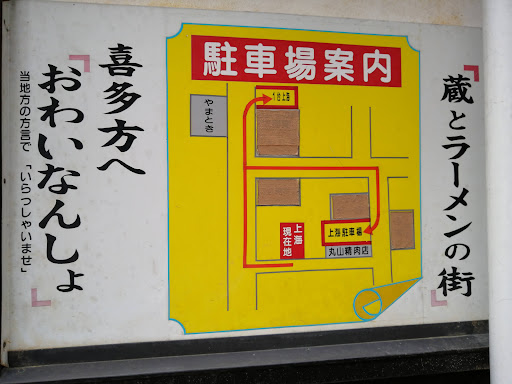 「蔵とラーメンの街」
駐車場案内
やまとき
上海
現在地
上海駐車場
丸山精肉店
喜多方へ
「おわいなんしょ」
当地方の方言で「いらっしゃいませ」